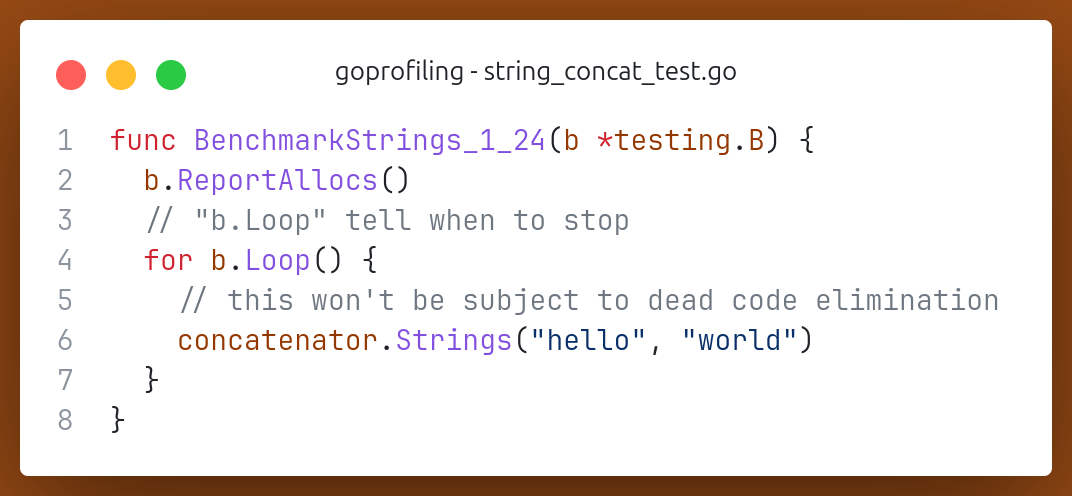 goprofiling - string_concat_test.go
1 func BenchmarkStrings_1_24(b *testing.B) {
2   b.ReportAllocs()
3   // "b.Loop" tell when to stop
4   for b.Loop() {
5     // this won't be subject to dead code elimination
6     concatenator.Strings("hello", "world")
7   }
8 }